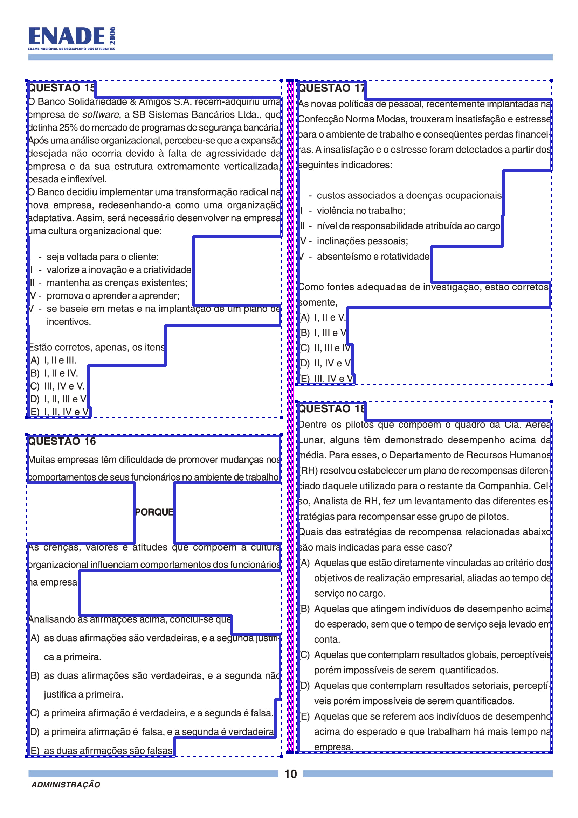 ENADE 2006
EXAME NACIONAL DE DESEMPENHO DOS ESTUDANTES
QUESTÃO 15
O Banco Solidariedade & Amigos S.A. recém-adquiriu uma
empresa de software, a SB Sistemas Bancários Ltda., que
detinha 25% do mercado de programas de segurança bancária.
Após uma análise organizacional, percebeu-se que a expansão
desejada não ocorria devido à falta de agressividade da
empresa e da sua estrutura extremamente verticalizada,
pesada e inflexível.
O Banco decidiu implementar uma transformação radical na
nova empresa, redesenhando-a como uma organização
adaptativa. Assim, será necessário desenvolver na empresa
uma cultura organizacional que:
- seja voltada para o cliente;
I - valorize a inovação e a criatividade;
II - mantenha as crenças existentes;
IV - promova o aprender a aprender;
V - se baseie em metas e na implantação de um plano de
incentivos.
Estão corretos, apenas, os itens
A) I, II e III.
B) I, II e IV.
C) III, IV e V.
D) I, II, III e V.
E) I, II, IV e V.
QUESTÃO 16
Muitas empresas têm dificuldade de promover mudanças nos
comportamentos de seus funcionários no ambiente de trabalho
PORQUE
As crenças, valores e atitudes que compõem a cultura
organizacional influenciam comportamentos dos funcionários
na empresa.
Analisando as afirmações acima, conclui-se que
A) as duas afirmações são verdadeiras, e a segunda justifi-
ca a primeira.
B) as duas afirmações são verdadeiras, e a segunda não
justifica a primeira.
C) a primeira afirmação é verdadeira, e a segunda é falsa.
D) a primeira afirmação é falsa, e a segunda é verdadeira.
E) as duas afirmações são falsas.
QUESTÃO 17
As novas políticas de pessoal, recentemente implantadas na
Confecção Norma Modas, trouxeram insatisfação e estresse
para o ambiente de trabalho e conseqüentes perdas financei-
ras. A insatisfação e o estresse foram detectados a partir dos
seguintes indicadores:
- custos associados a doenças ocupacionais;
II - violência no trabalho;
III - nível de responsabilidade atribuída ao cargo;
IV - inclinações pessoais;
V - absenteísmo e rotatividade.
Como fontes adequadas de investigação, estão corretos,
somente,
A) I, II e V.
B) I, III e V.
C) II, III e IV.
D) II, IV e V.
E) III, IV e V.
QUESTÃO 18
Dentre os pilotos que compõem o quadro da Cia. Aérea
Lunar, alguns têm demonstrado desempenho acima da
média. Para esses, o Departamento de Recursos Humanos
(RH) resolveu estabelecer um plano de recompensas diferen-
ciado daquele utilizado para o restante da Companhia. Cel-
so, Analista de RH, fez um levantamento das diferentes es-
tratégias para recompensar esse grupo de pilotos.
Quais das estratégias de recompensa relacionadas abaixo
são mais indicadas para esse caso?
A) Aquelas que estão diretamente vinculadas ao critério dos
objetivos de realização empresarial, aliadas ao tempo de
serviço no cargo.
B) Aquelas que atingem indivíduos de desempenho acima
do esperado, sem que o tempo de serviço seja levado em
conta.
C) Aquelas que contemplam resultados globais, perceptíveis
porém impossíveis de serem quantificados.
D) Aquelas que contemplam resultados setoriais, perceptí-
veis porém impossíveis de serem quantificados.
E) Aquelas que se referem aos indivíduos de desempenho
acima do esperado e que trabalham há mais tempo na
empresa.
10
ADMINISTRAÇÃO